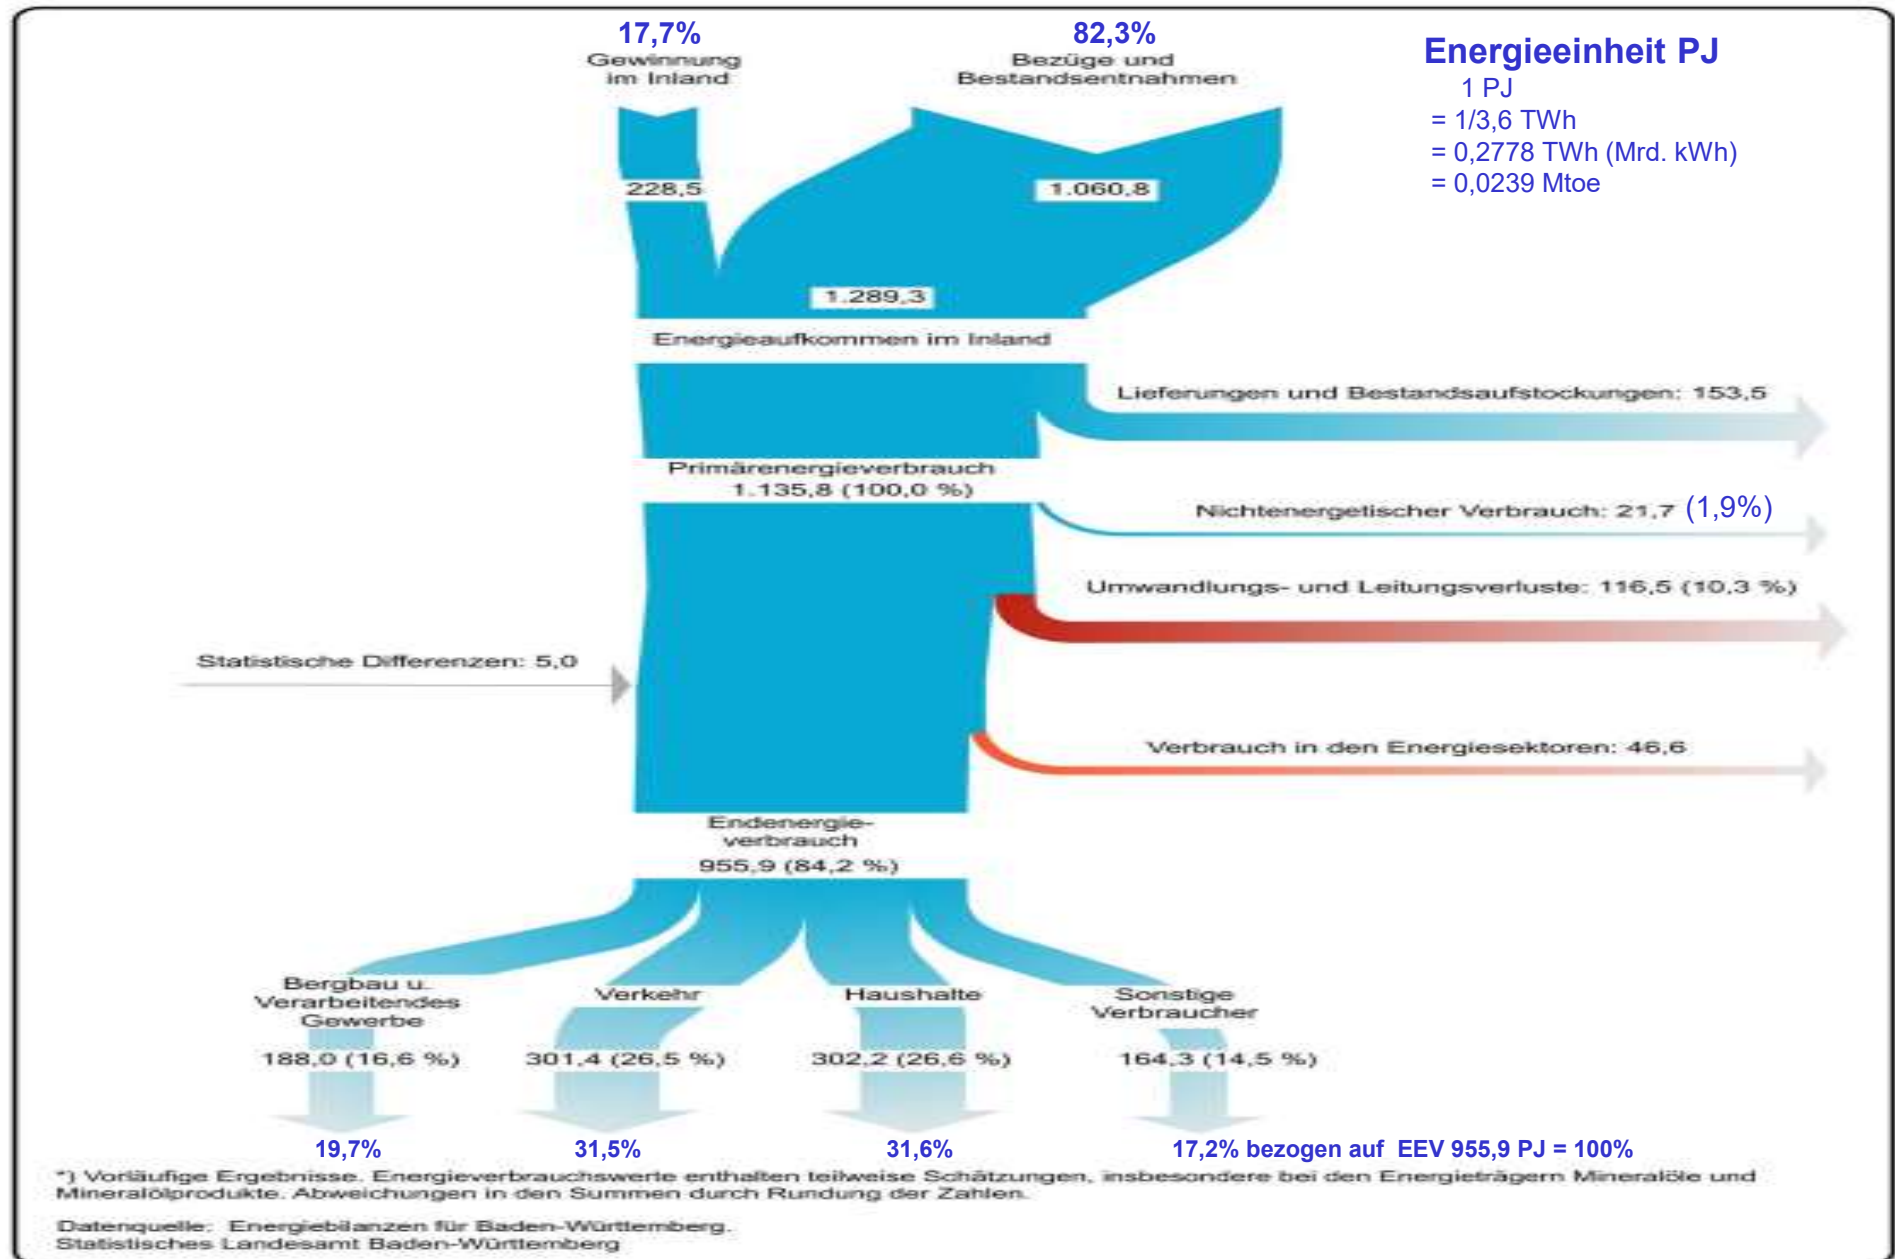 17,7%
Gewinnung
im Inland
82,3%
Bezüge und
Bestandsentnahmen
Energieeinheit PJ
1 PJ
= 1/3,6 TWh
= 0,2778 TWh (Mrd. kWh)
= 0,0239 Mtoe
228,5
1.060,8
1.289,3
Energieaufkommen im Inland
Lieferungen und Bestandsaufstockungen: 153,5
Primärenergieverbrauch
1.135,8 (100,0 %)
Nichtenergetischer Verbrauch: 21,7 (1,9%)
Umwandlungs- und Leitungsverluste: 116,5 (10,3 %)
Statistische Differenzen: 5,0
Verbrauch in den Energiesektoren: 46,6
Endenergie-
verbrauch
955,9 (84,2 %)
Bergbau u.
Verarbeitendes
Gewerbe
Verkehr
Haushalte
Sonstige
Verbraucher
188,0 (16,6 %)
301,4 (26,5 %)
302,2 (26,6 %)
164,3 (14,5 %)
19,7%
31,5%
31,6%
17,2% bezogen auf EEV 955,9 PJ = 100%
*) Vorläufige Ergebnisse. Energieverbrauchswerte enthalten teilweise Schätzungen, insbesondere bei den Energieträgern Mineralöle und
Mineralölprodukte. Abweichungen in den Summen durch Rundung der Zahlen.
Datenquelle: Energiebilanzen für Baden-Württemberg.
Statistisches Landesamt Baden-Württemberg